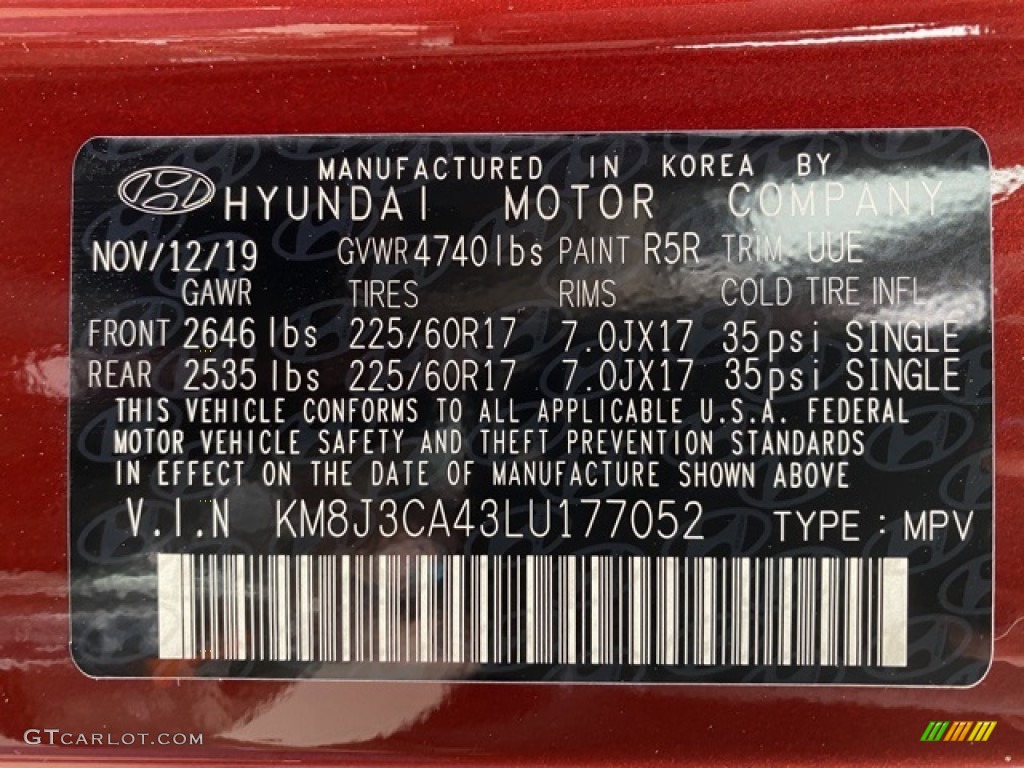 MANUFACTURED IN KOREA BY
HYUNDAI MOTOR COMPANY
NOV/12/19 GVWR 4740lbs PAINT R5R TRIM UUE
GAWR TIRES RIMS COLD TIRE INFL
FRONT 2646 lbs 225/60R17 7.0JX17 35psi SINGLE
REAR 2535 lbs 225/60R17 7.0JX17 35psi SINGLE
THIS VEHICLE CONFORMS TO ALL APPLICABLE U.S.A. FEDERAL
MOTOR VEHICLE SAFETY AND THEFT PREVENTION STANDARDS
IN EFFECT ON THE DATE OF MANUFACTURE SHOWN ABOVE
V.I.N KM8J3CA43LU177052 TYPE : MPV
GTCARLOT.COM